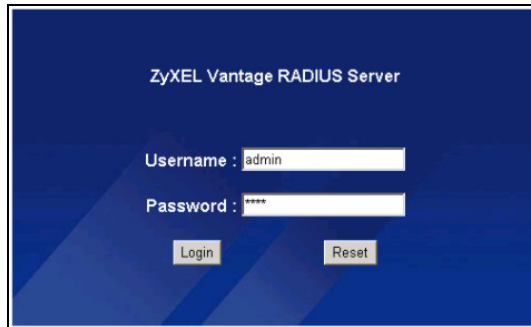 ZyXEL Vantage RADIUS Server
Username : admin
Password : ****
Login Reset